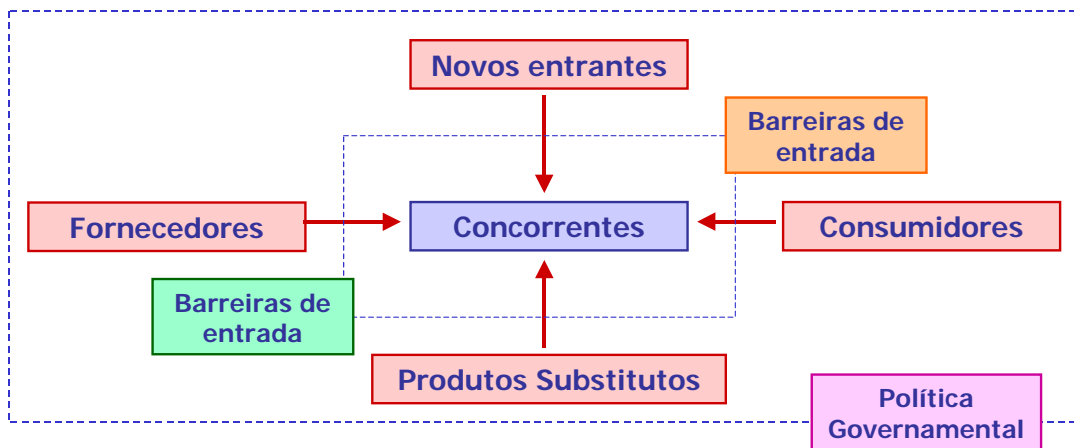 Novos entrantes
Barreiras de
entrada
Fornecedores
Concorrentes
Consumidores
Barreiras de
entrada
Produtos Substitutos
Política
Governamental